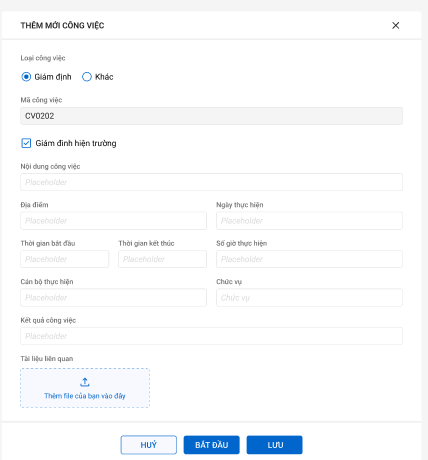 THÊM MỚI CÔNG VIỆC
Loại công việc
Giám định
Khác
Mã công việc
CV0202
Giám đinh hiện trường
Nội dung công việc
Placeholder
Địa điểm
Ngày thực hiện
Placeholder
Placeholder
Thời gian bắt đầu
Thời gian kết thúc
Số giờ thực hiện
Placeholder
Placeholder
Placeholder
Cán bộ thực hiện
Chức vụ
Placeholder
Chức vụ
Kết quả công việc
Placeholder
Tài liệu liên quan
Thêm file của bạn vào đây
HUỶ
BẮT ĐẦU
LƯU